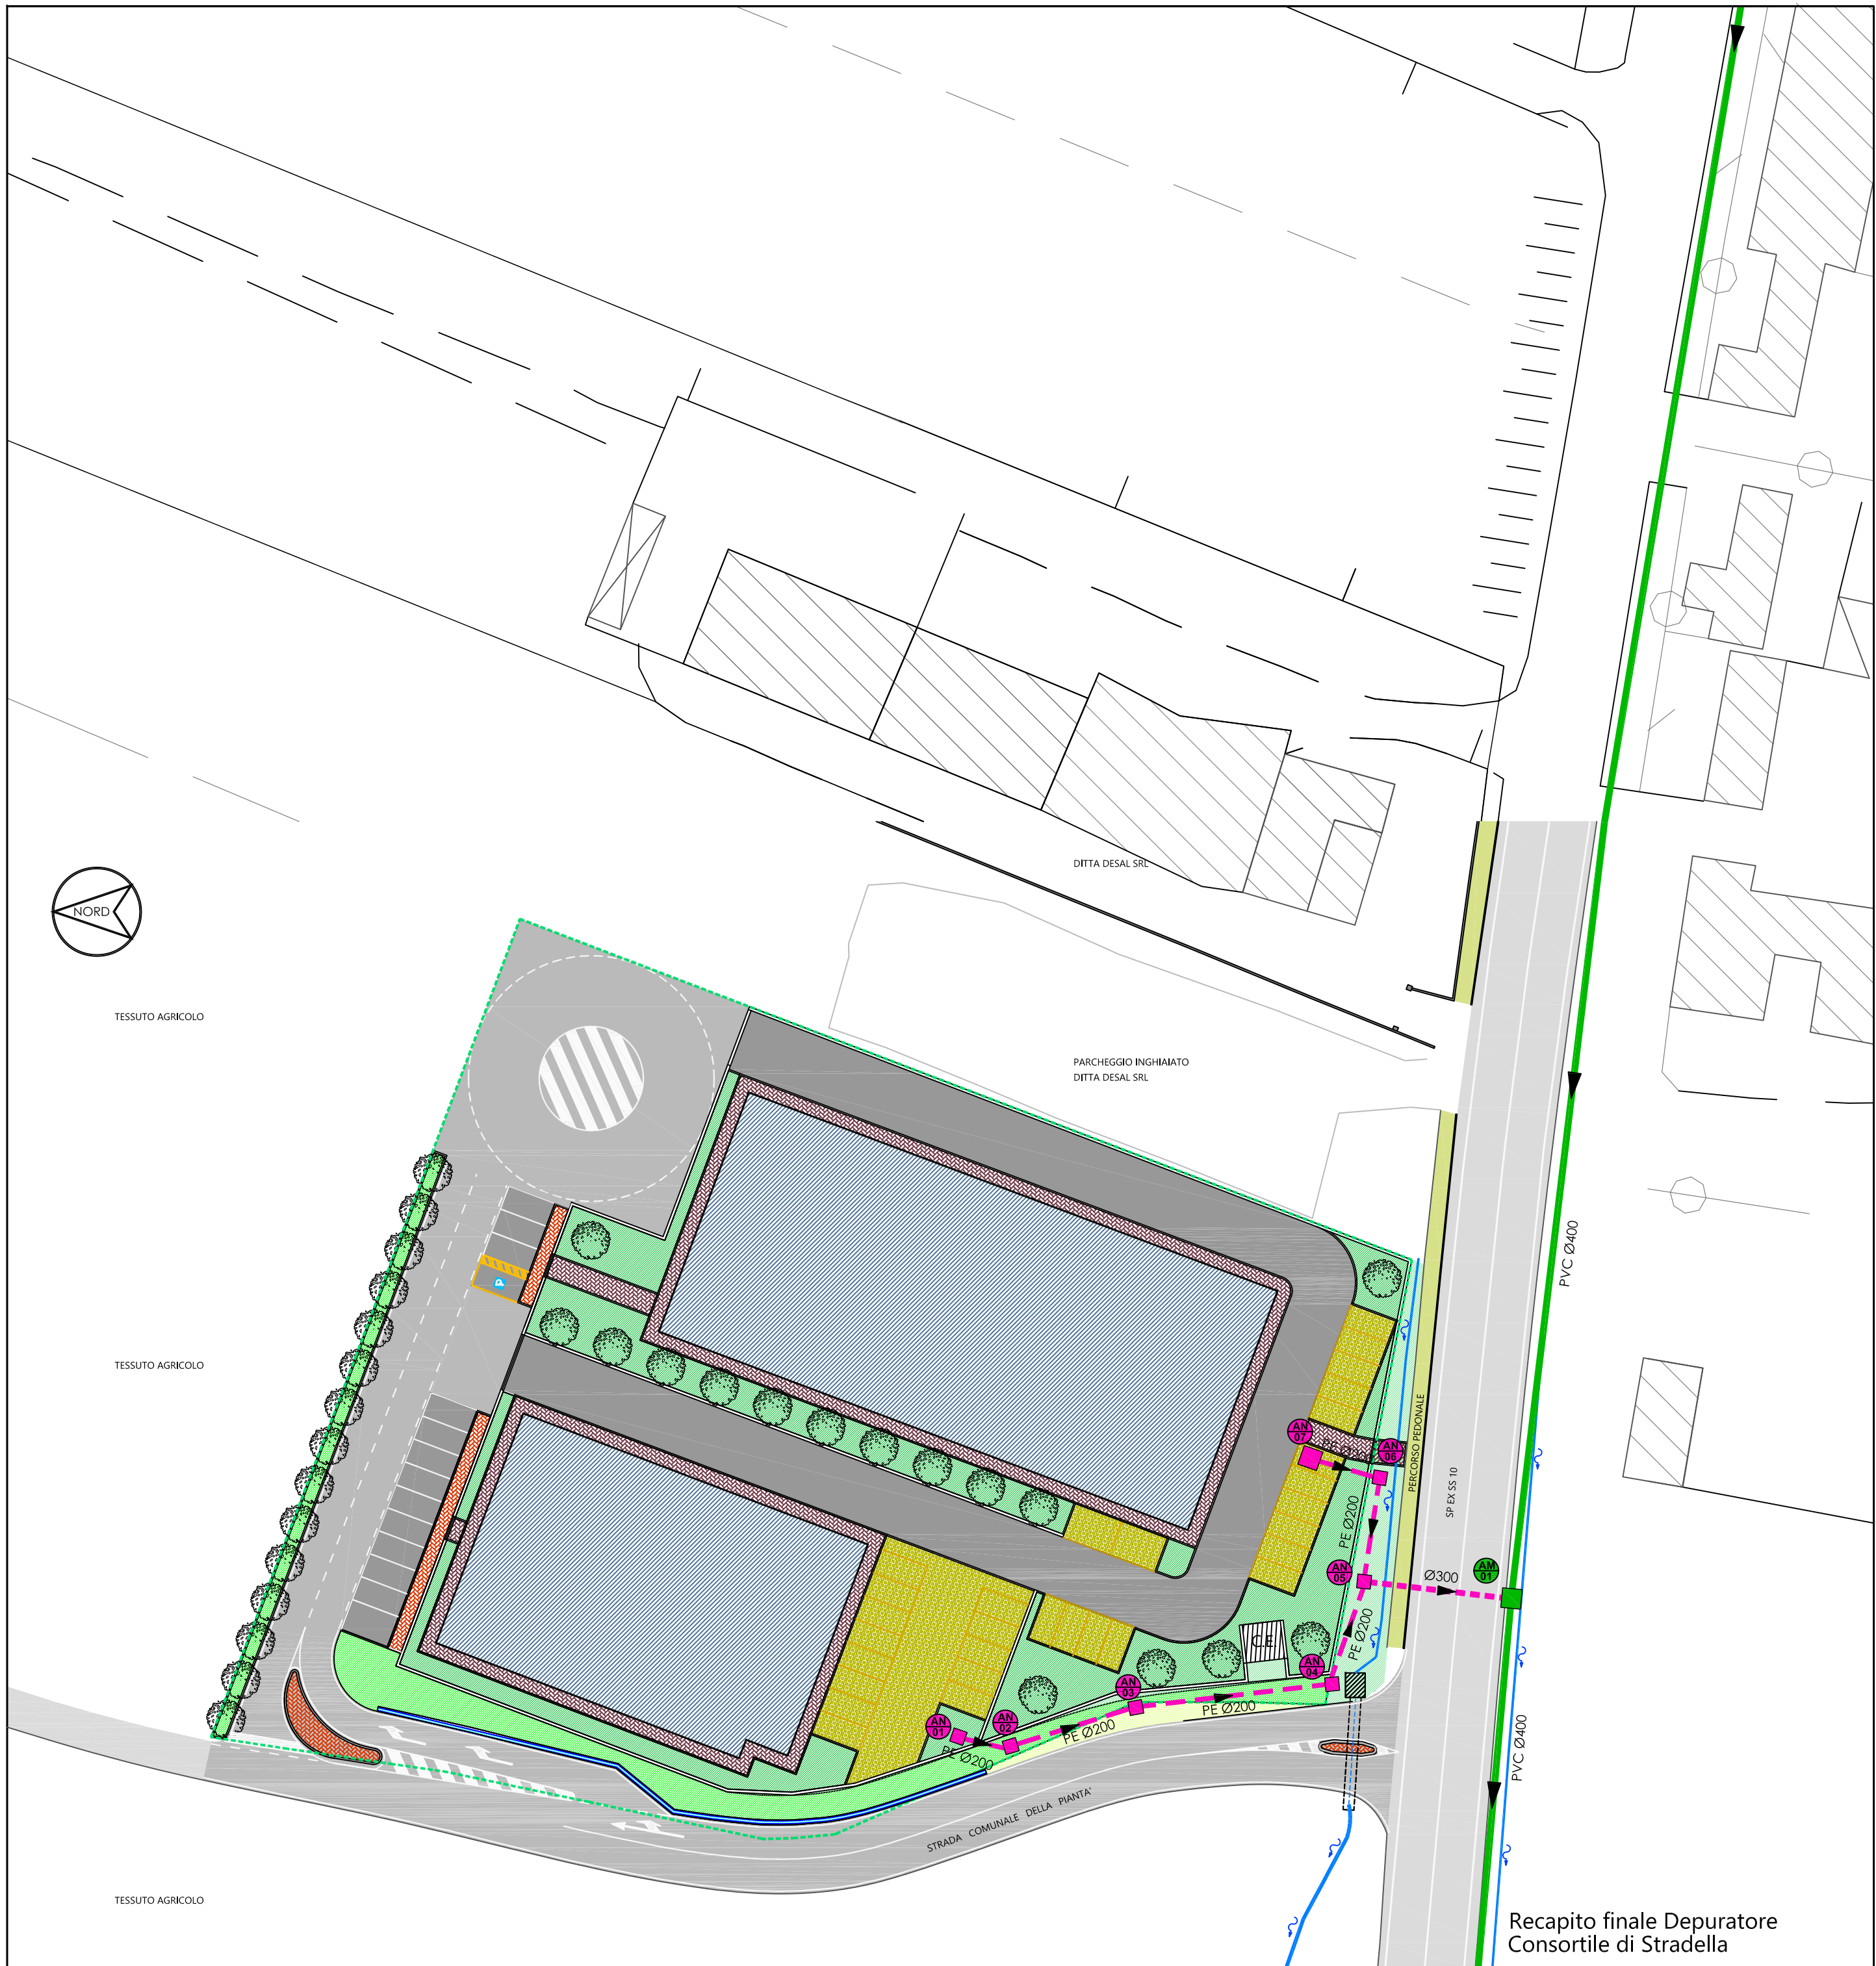 DITTA DESAL SRL
NORD
TESSUTO AGRICOLO
PARCHEGGIO INGHIAIATO
DITTA DESAL SRL
PVC Ø400
P
TESSUTO AGRICOLO
PERCORSO PEDONALE
SP EX SS 10
AN
07
AN
06
PE Ø200
PE Ø200
AN
05
Ø300
AM
01
PE Ø200
C.E.
AN
04
AN
03
PE Ø200
AN
02
AN
01
PE Ø200
PE Ø200
PVC Ø400
STRADA COMUNALE DELLA PIANTA'
TESSUTO AGRICOLO
Recapito finale Depuratore
Consortile di Stradella